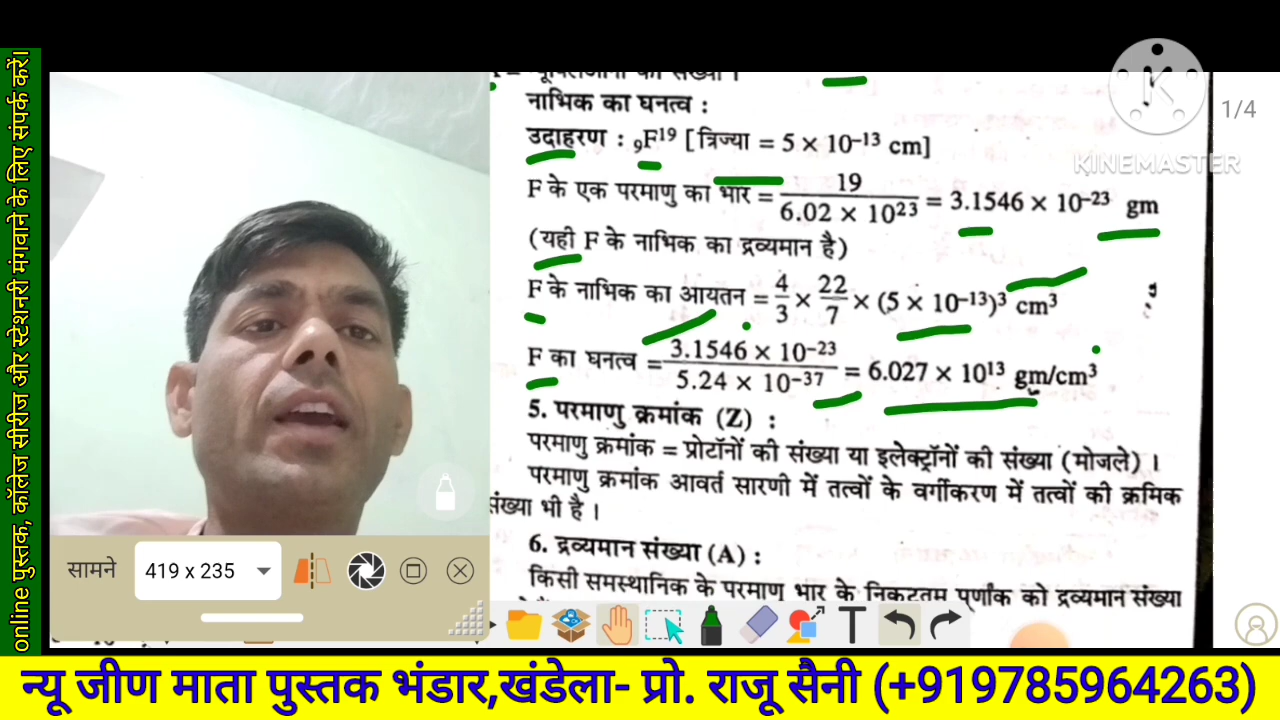 online पुस्तक, कॉलेज सीरीज और स्टेशनरी मंगवाने के लिए संपर्क करें।
नाभिक का घनत्व :
उदाहरण : ₉F¹⁹ [त्रिज्या = 5 × 10⁻¹³ cm]
F के एक परमाणु का भार = 19 / 6.02 × 10²³ = 3.1546 × 10⁻²³ gm
(यही F के नाभिक का द्रव्यमान है)
F के नाभिक का आयतन = 4/3 × 22/7 × (5 × 10⁻¹³)³ cm³
F का घनत्व = 3.1546 × 10⁻²³ / 5.24 × 10⁻³⁷ = 6.027 × 10¹³ gm/cm³
5. परमाणु क्रमांक (Z) :
परमाणु क्रमांक = प्रोटॉनों की संख्या या इलेक्ट्रॉनों की संख्या (मोजले) ।
परमाणु क्रमांक आवर्त सारणी में तत्वों के वर्गीकरण में तत्वों की क्रमिक
संख्या भी है ।
6. द्रव्यमान संख्या (A) :
किसी समस्थानिक के परमाणु भार के निकटतम पूर्णांक को द्रव्यमान संख्या
K
KINEMASTER
1/4
सामने
419 x 235
T
न्यू जीण माता पुस्तक भंडार,खंडेला- प्रो. राजू सैनी (+919785964263)